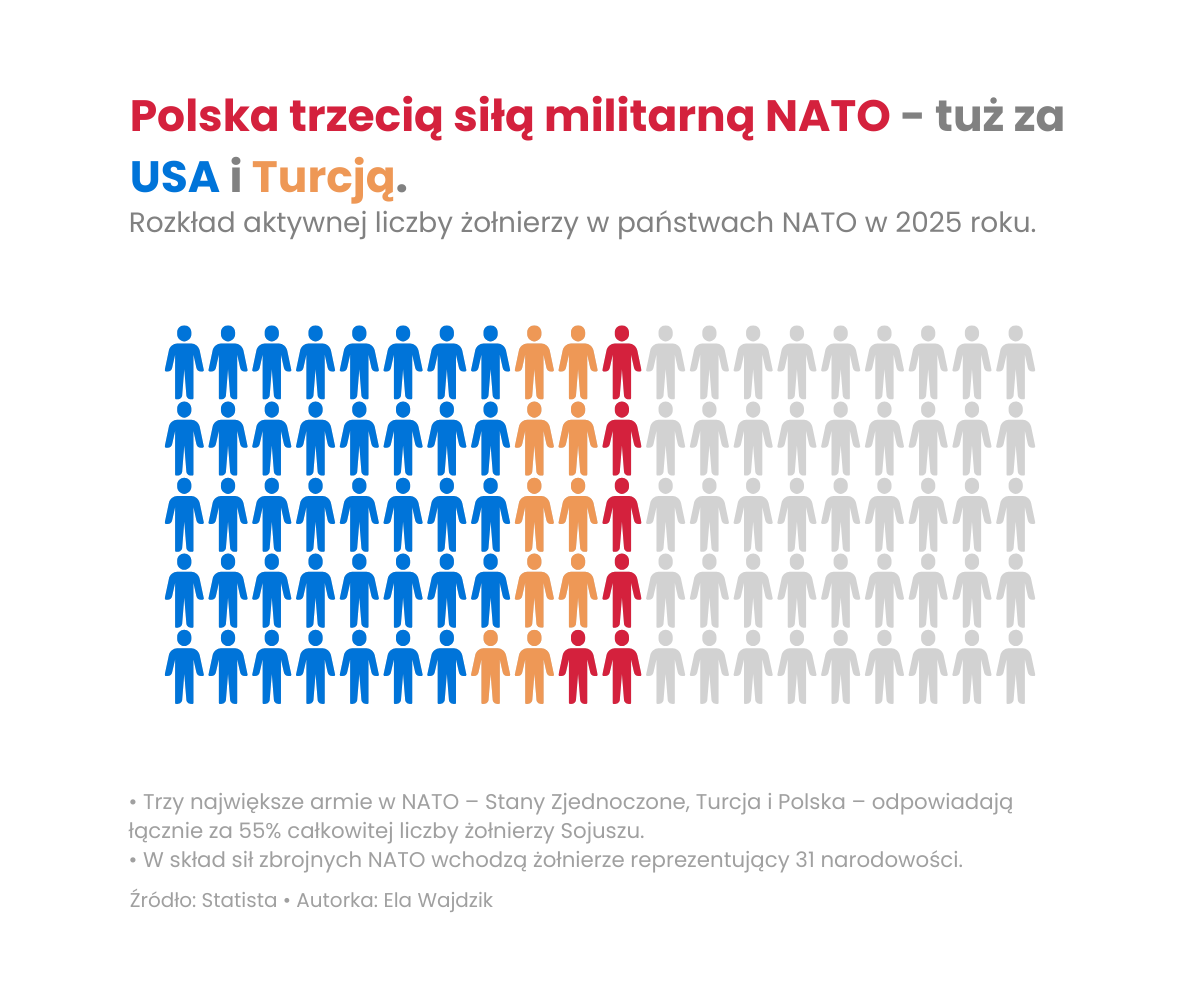 Polska trzecią siłą militarną NATO - tuż za
USA i Turcją.
Rozkład aktywnej liczby żołnierzy w państwach NATO w 2025 roku.
• Trzy największe armie w NATO – Stany Zjednoczone, Turcja i Polska – odpowiadają
łącznie za 55% całkowitej liczby żołnierzy Sojuszu.
• W skład sił zbrojnych NATO wchodzą żołnierze reprezentujący 31 narodowości.
Źródło: Statista • Autorka: Ela Wajdzik